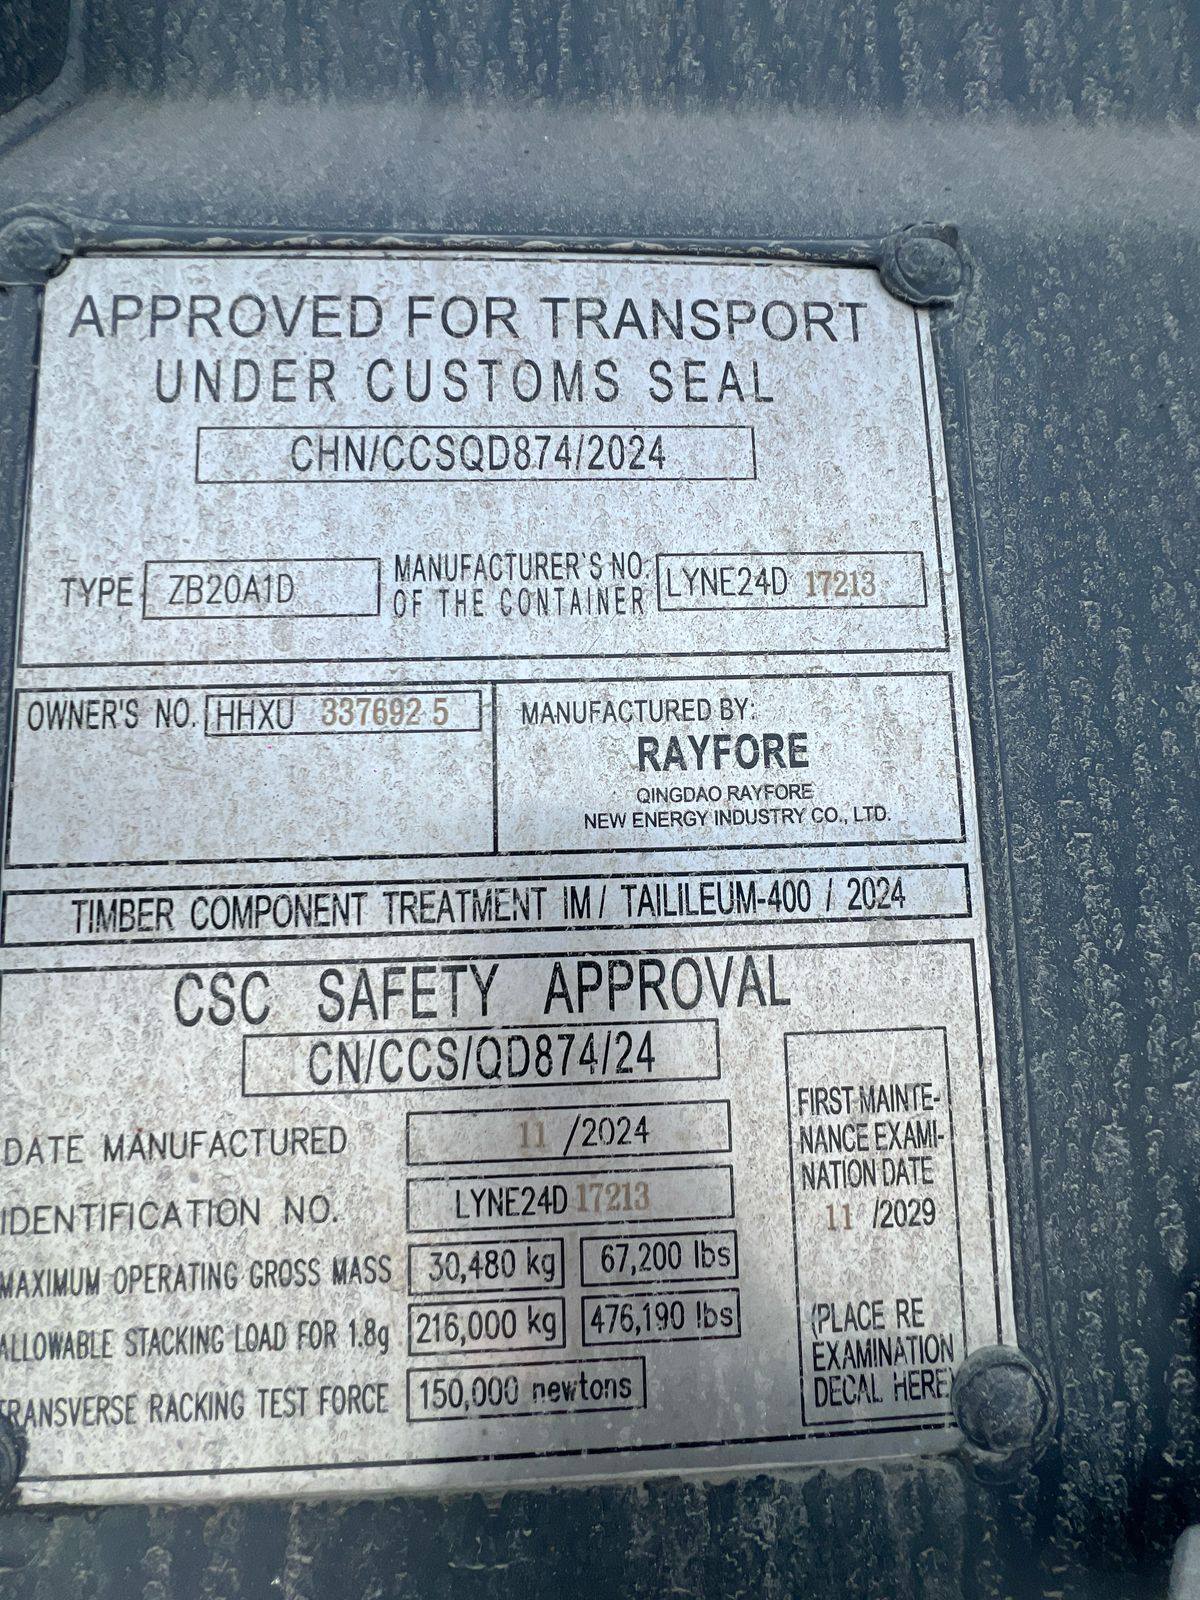 APPROVED FOR TRANSPORT
UNDER CUSTOMS SEAL
CHN/CCSQD874/2024
TYPE ZB20A1D MANUFACTURER'S NO. OF THE CONTAINER LYNE24D 17213
OWNER'S NO. HHXU 337692 5
MANUFACTURED BY:
RAYFORE
QINGDAO RAYFORE
NEW ENERGY INDUSTRY CO., LTD.
TIMBER COMPONENT TREATMENT IM / TAILILEUM-400 / 2024
CSC SAFETY APPROVAL
CN/CCS/QD874/24
DATE MANUFACTURED 11 /2024
IDENTIFICATION NO. LYNE24D 17213
MAXIMUM OPERATING GROSS MASS 30,480 kg 67,200 lbs
ALLOWABLE STACKING LOAD FOR 1.8g 216,000 kg 476,190 lbs
TRANSVERSE RACKING TEST FORCE 150,000 newtons
FIRST MAINTE-
NANCE EXAMI-
NATION DATE
11 /2029
(PLACE RE
EXAMINATION
DECAL HERE)